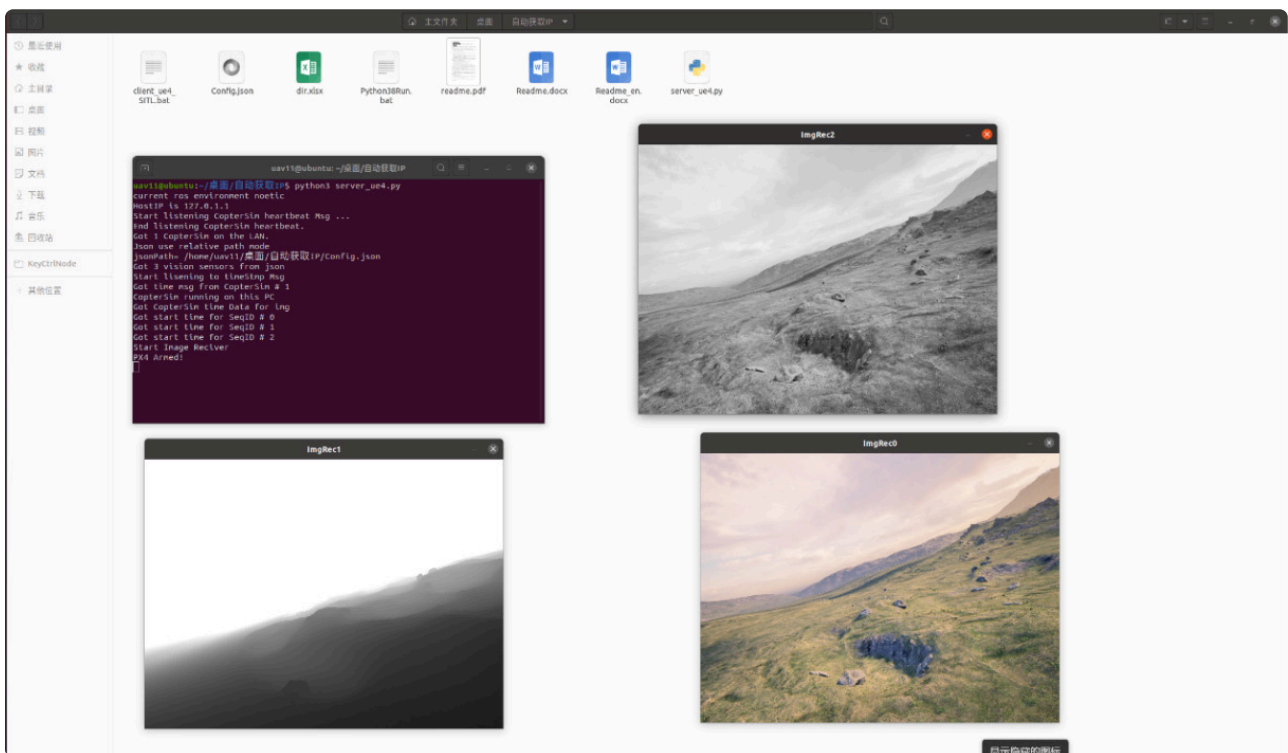 主文件夹 桌面 自动获取IP
最近使用
收藏
主目录
桌面
视频
图片
文档
下载
音乐
回收站
KeyCtrlNode
其他位置
client_ue4_
SITL.bat
Config.json
dir.xlsx
Python38Run.
bat
readme.pdf
Readme.docx
Readme_en.
docx
server_ue4.py
uav11@ubuntu: ~/桌面/自动获取IP
uav11@ubuntu:~/桌面/自动获取IP$ python3 server_ue4.py
current ros environment noetic
HostIP is 127.0.1.1
Start listening CopterSim heartbeat Msg ...
End listening CopterSim heartbeat.
Got 1 CopterSim on the LAN.
Json use relative path mode
jsonPath= /home/uav11/桌面/自动获取IP/Config.json
Got 3 vision sensors from json
Start lisening to timeStmp Msg
Got time msg from CopterSim # 1
CopterSim running on this PC
Got CopterSim time Data for img
Got start time for SeqID # 0
Got start time for SeqID # 1
Got start time for SeqID # 2
Start Image Reciver
PX4 Armed!
ImgRec2
ImgRec1
ImgRec0
显示隐藏的图标